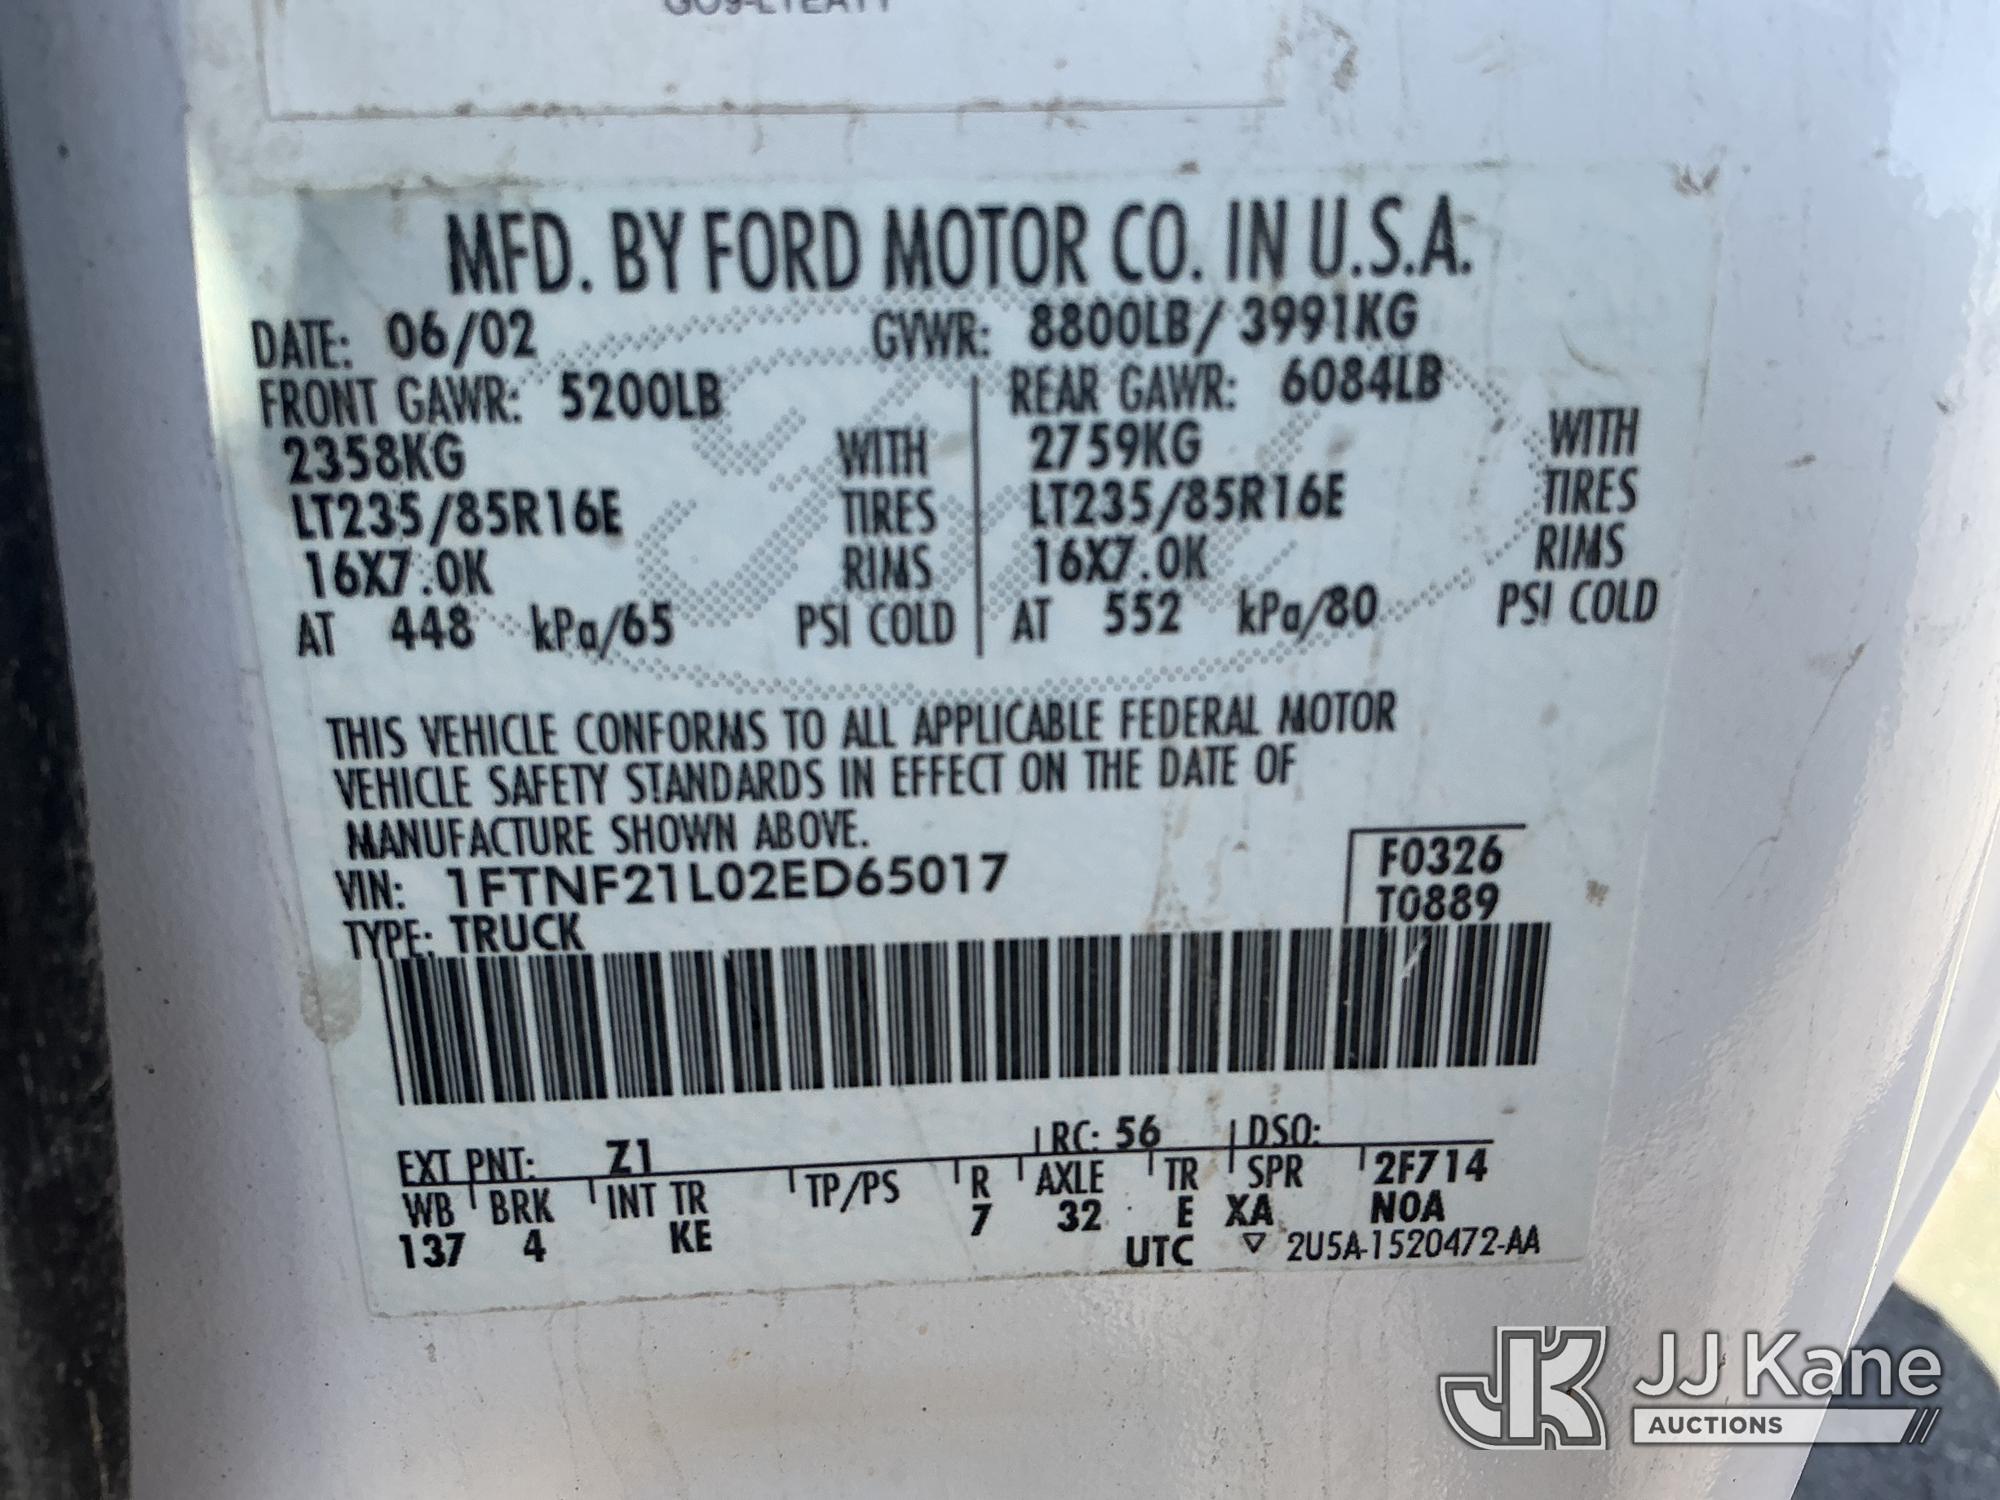 MFD. BY FORD MOTOR CO. IN U.S.A.
DATE: 06/02 GVWR: 8800LB/ 3991KG
FRONT GAWR: 5200LB REAR GAWR: 6084LB
2358KG WITH 2759KG WITH
LT235/85R16E TIRES LT235/85R16E TIRES
16X7.0K RIMS 16X7.0K RIMS
AT 448 kPa/65 PSI COLD AT 552 kPa/80 PSI COLD
THIS VEHICLE CONFORMS TO ALL APPLICABLE FEDERAL MOTOR
VEHICLE SAFETY STANDARDS IN EFFECT ON THE DATE OF
MANUFACTURE SHOWN ABOVE.
VIN: 1FTNF21L02ED65017 F0326
TYPE: TRUCK T0889
EXT PNT: Z1 RC: 56 DSO:
WB BRK INT TR TP/PS R AXLE TR SPR 2F714
137 4 KE 7 32 E XA NOA
UTC ▽ 2U5A-1520472-AA
JK JJ Kane
AUCTIONS